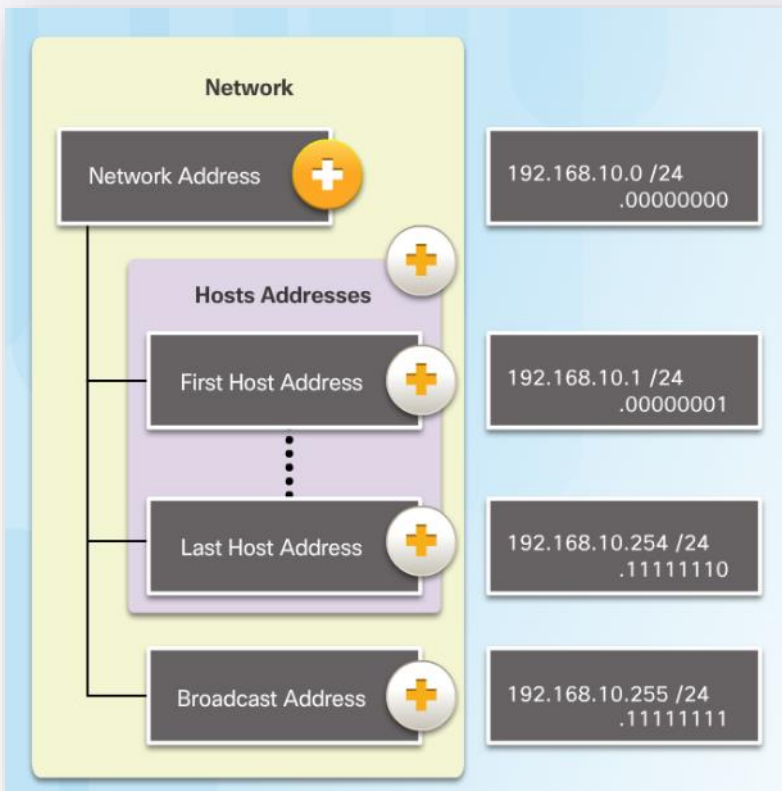 Network
Network Address
192.168.10.0 /24
.00000000
Hosts Addresses
First Host Address
192.168.10.1 /24
.00000001
Last Host Address
192.168.10.254 /24
.11111110
Broadcast Address
192.168.10.255 /24
.11111111